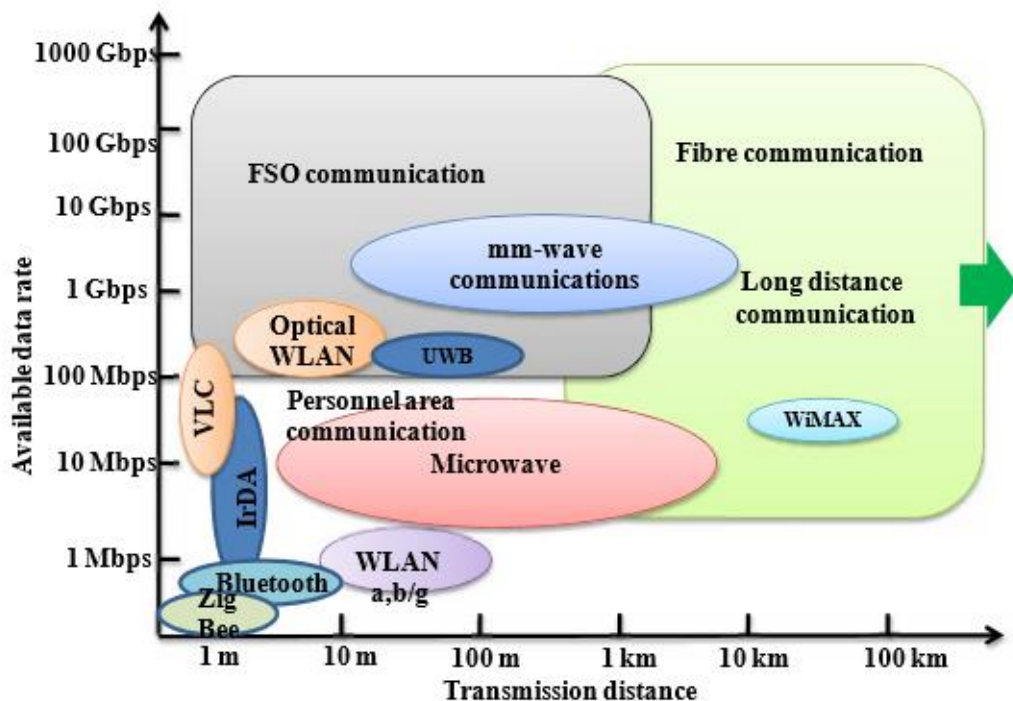 1000 Gbps
100 Gbps
10 Gbps
1 Gbps
100 Mbps
10 Mbps
1 Mbps
Available data rate
FSO communication
Fibre communication
mm-wave
communications
Long distance
communication
Optical
WLAN
UWB
VLC
Personnel area
communication
WiMAX
Microwave
IrDA
WLAN
a,b/g
Bluetooth
Zig
Bee
1 m
10 m
100 m
1 km
10 km
100 km
Transmission distance